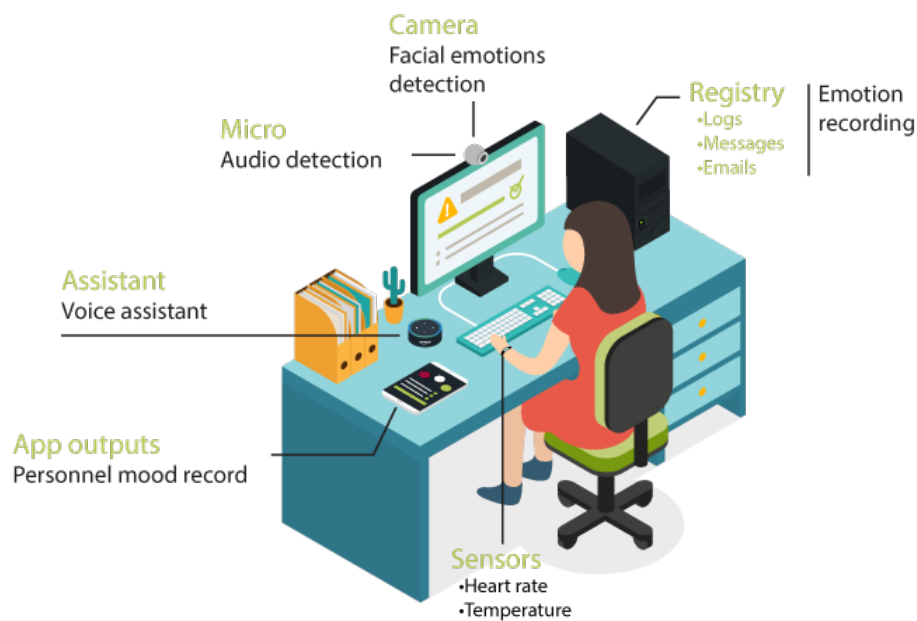 Camera
Facial emotions
detection
Micro
Audio detection
Registry
•Logs
•Messages
•Emails
Emotion
recording
Assistant
Voice assistant
App outputs
Personnel mood record
Sensors
•Heart rate
•Temperature